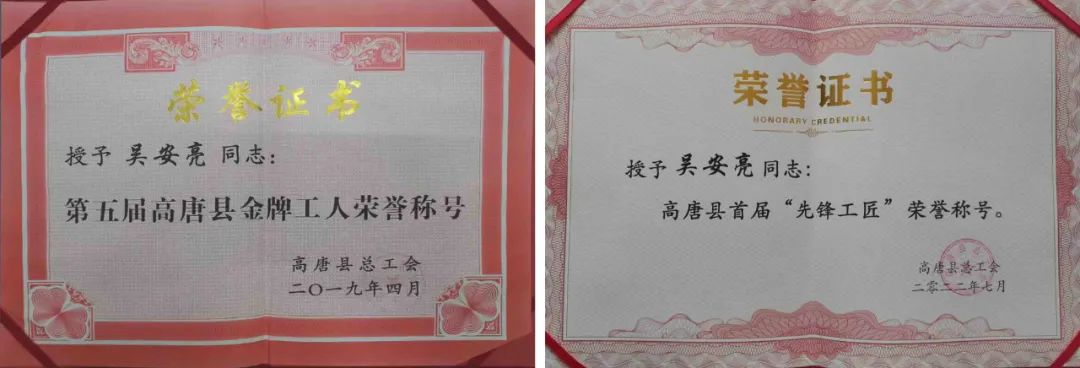 荣誉证书
授予 吴安亮 同志：
第五届高唐县金牌工人荣誉称号
高唐县总工会
二〇一九年四月
荣誉证书
HONORARY CREDENTIAL
授予 吴安亮 同志：
高唐县首届“先锋工匠”荣誉称号。
高唐县总工会
二零二二年七月